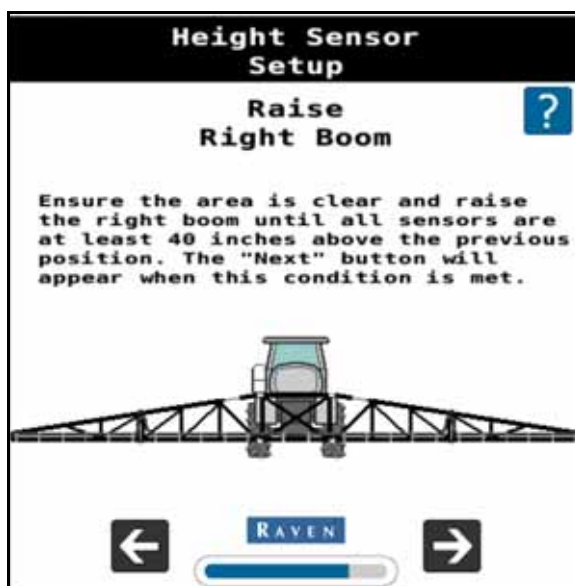 Height Sensor
Setup
Raise
Right Boom
?
Ensure the area is clear and raise
the right boom until all sensors are
at least 40 inches above the previous
position. The "Next" button will
appear when this condition is met.
RAVEN